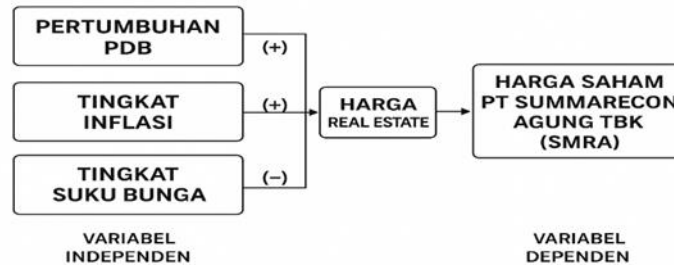 PERTUMBUHAN
PDB
(+)
TINGKAT
INFLASI
(+)
TINGKAT
SUKU BUNGA
(−)
HARGA
REAL ESTATE
HARGA SAHAM
PT SUMMARECON
AGUNG TBK
(SMRA)
VARIABEL
INDEPENDEN
VARIABEL
DEPENDEN